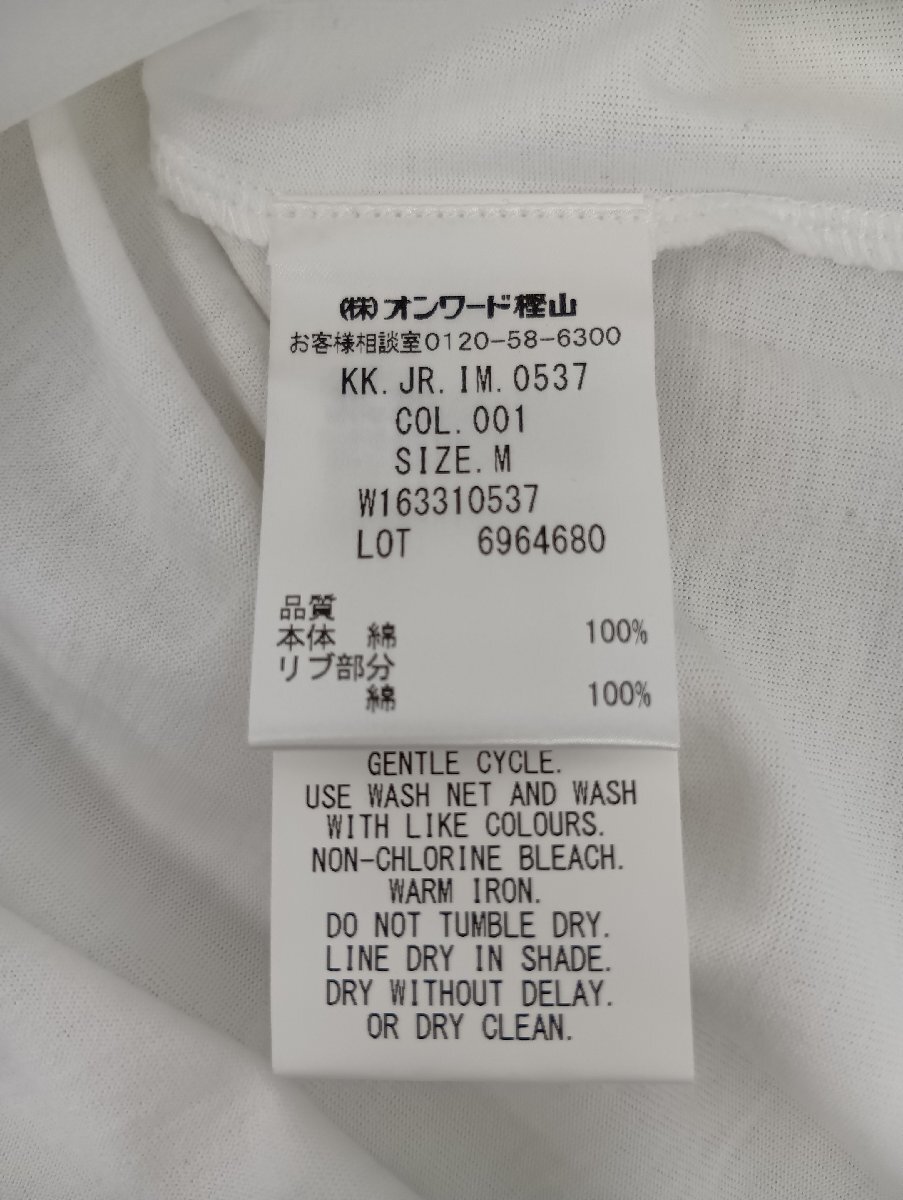 (株)オンワード樫山
お客様相談室0120-58-6300
KK.JR.IM.0537
COL.001
SIZE.M
W163310537
LOT 6964680
品質
本体 綿 100%
リブ部分
綿 100%
GENTLE CYCLE.
USE WASH NET AND WASH
WITH LIKE COLOURS.
NON-CHLORINE BLEACH.
WARM IRON.
DO NOT TUMBLE DRY.
LINE DRY IN SHADE.
DRY WITHOUT DELAY.
OR DRY CLEAN.